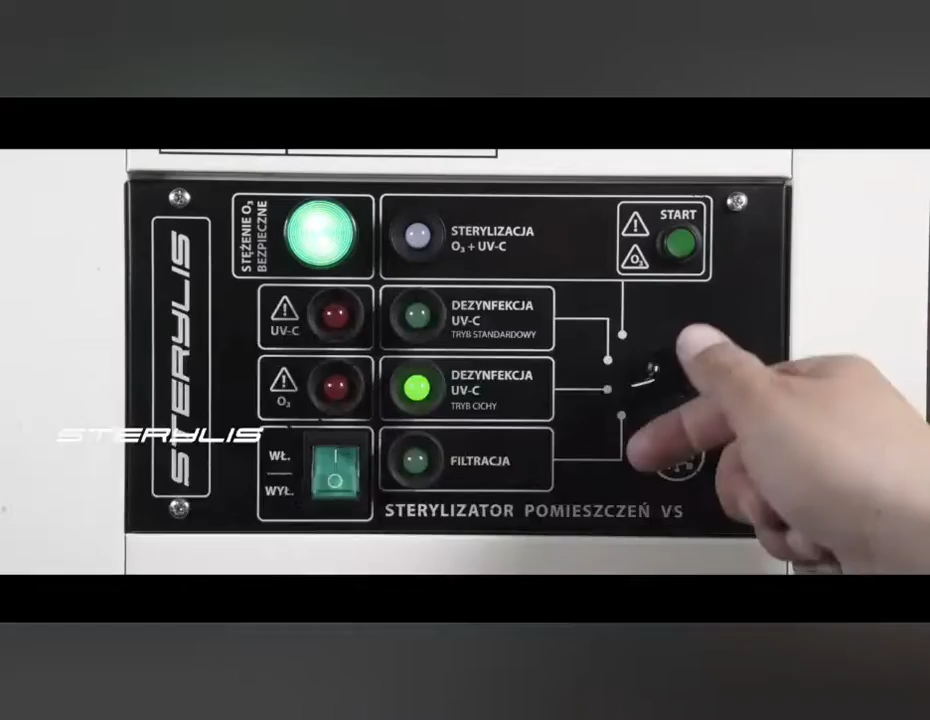 STERYLIS
STERYLIS
STĘŻENIE O₃
BEZPIECZNE
STERYLIZACJA
O₃ + UV-C
START
O₃
UV-C
DEZYNFEKCJA
UV-C
TRYB STANDARDOWY
O₃
DEZYNFEKCJA
UV-C
TRYB CICHY
WŁ.
WYŁ.
FILTRACJA
STERYLIZATOR POMIESZCZEŃ VS